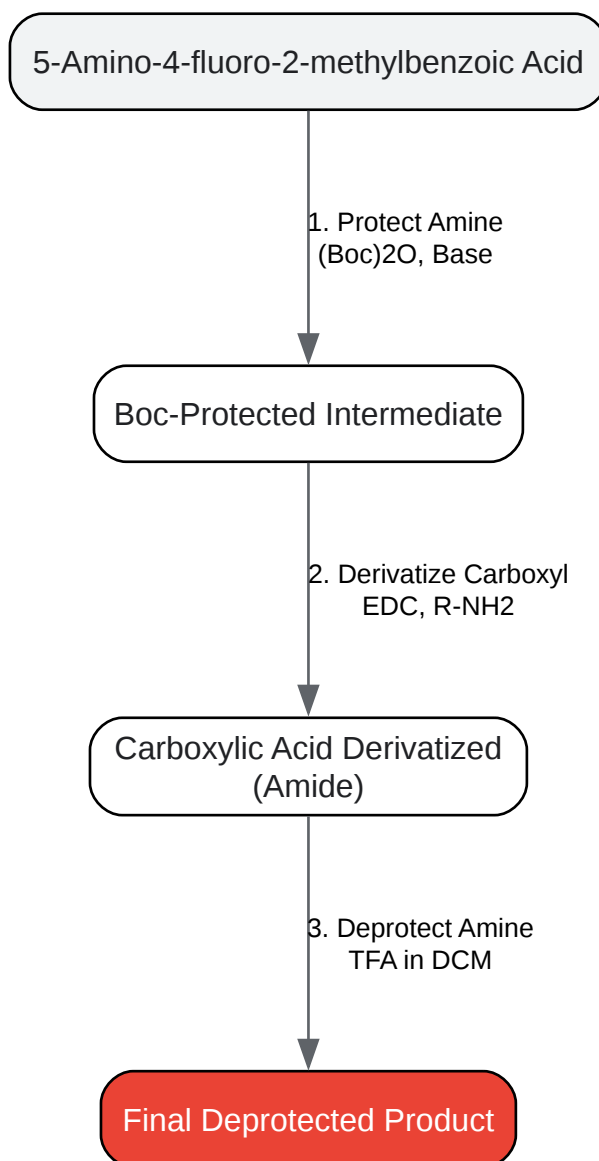 5-Amino-4-fluoro-2-methylbenzoic Acid
1. Protect Amine
(Boc)2O, Base
Boc-Protected Intermediate
2. Derivatize Carboxyl
EDC, R-NH2
Carboxylic Acid Derivatized
(Amide)
3. Deprotect Amine
TFA in DCM
Final Deprotected Product